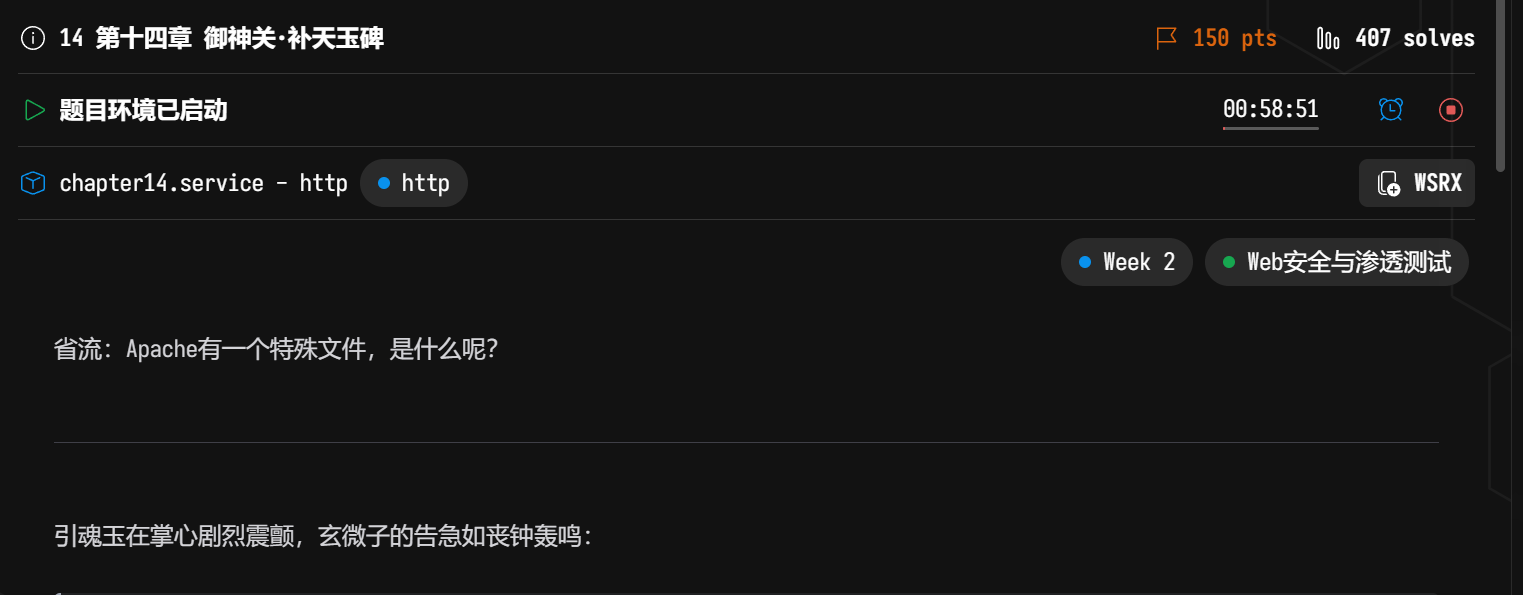 14 第十四章 御神关·补天玉碑 150 pts 407 solves
题目环境已启动 00:58:51
chapter14.service - http http WSRX
Week 2 Web安全与渗透测试
省流：Apache有一个特殊文件，是什么呢？
引魂玉在掌心剧烈震颤，玄微子的告急如丧钟轰鸣：